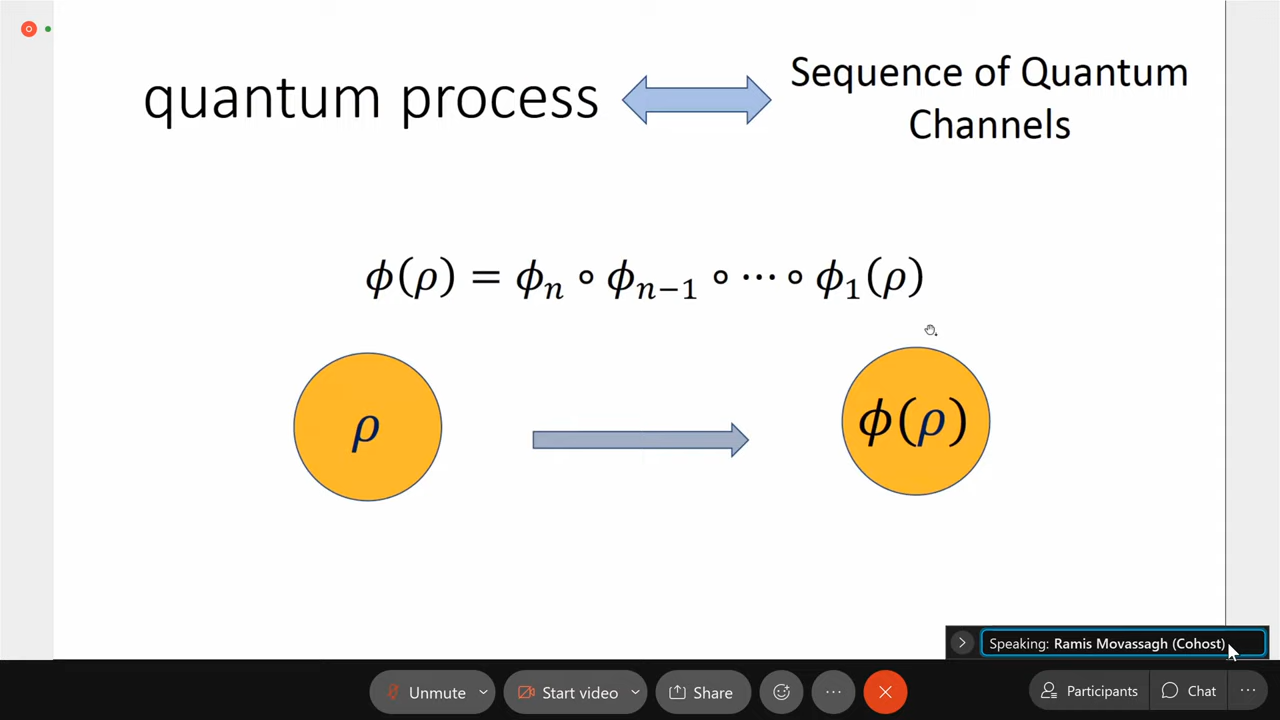 quantum process
Sequence of Quantum
Channels
𝜙(𝜌) = 𝜙ₙ ∘ 𝜙ₙ₋₁ ∘ ⋯ ∘ 𝜙₁(𝜌)
𝜌
𝜙(𝜌)
Speaking: Ramis Movassagh (Cohost)
Unmute
Start video
Share
Participants
Chat